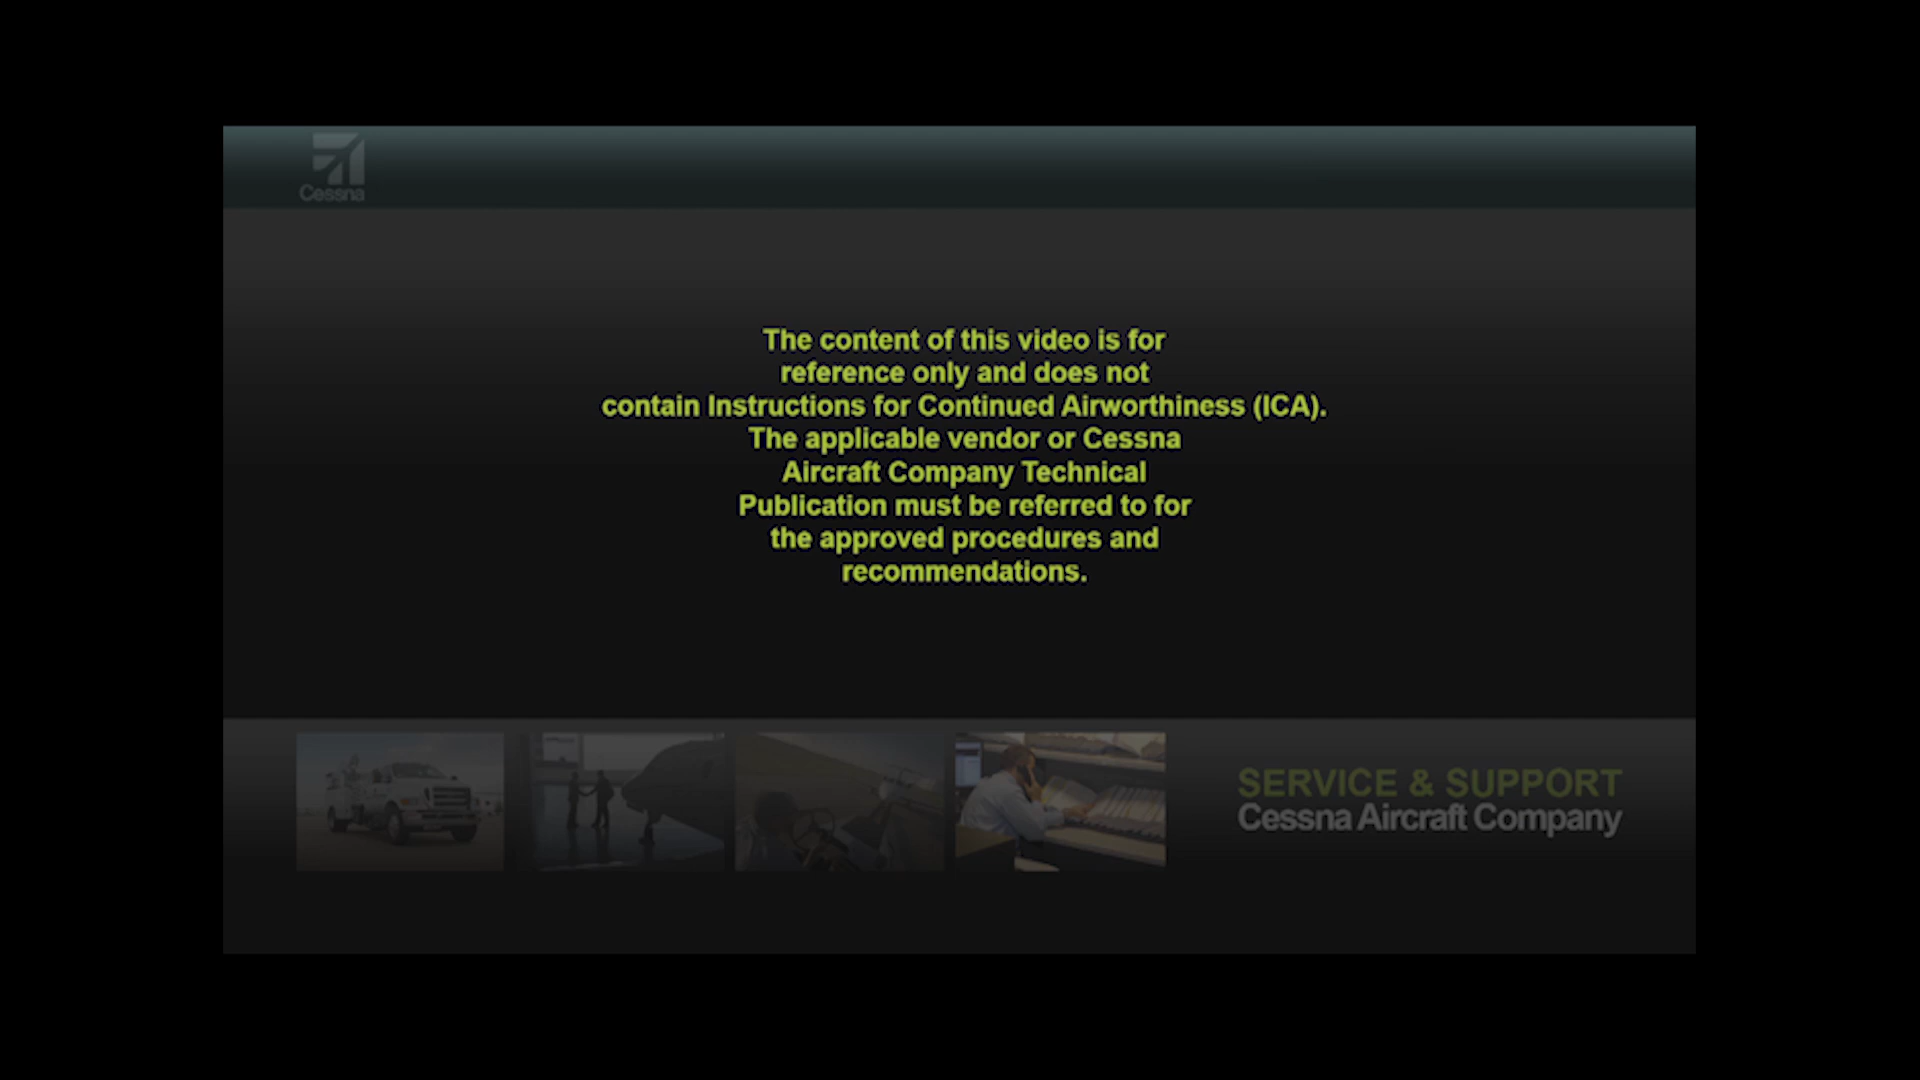 Cessna
The content of this video is for
reference only and does not
contain Instructions for Continued Airworthiness (ICA).
The applicable vendor or Cessna
Aircraft Company Technical
Publication must be referred to for
the approved procedures and
recommendations.
SERVICE & SUPPORT
Cessna Aircraft Company